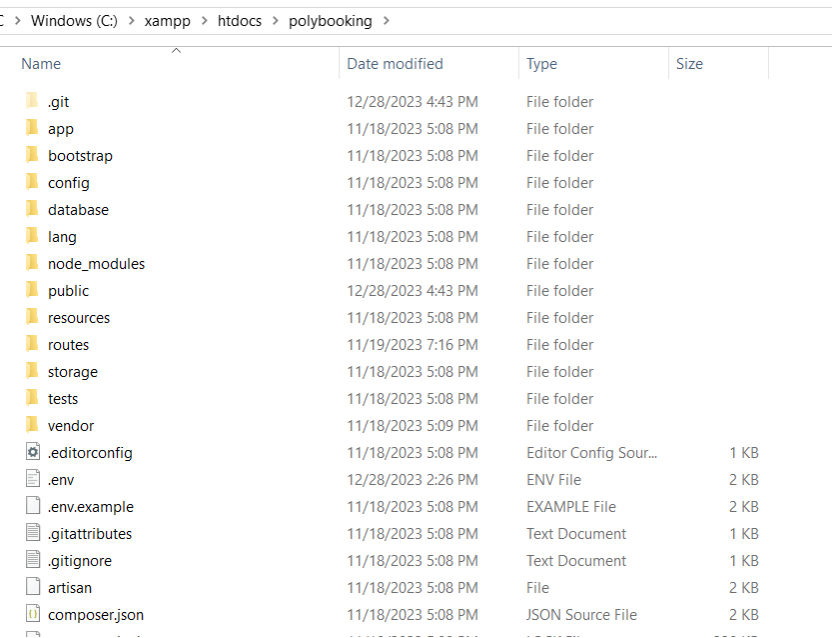 Windows (C:) > xampp > htdocs > polybooking >
Name Date modified Type Size
.git 12/28/2023 4:43 PM File folder
app 11/18/2023 5:08 PM File folder
bootstrap 11/18/2023 5:08 PM File folder
config 11/18/2023 5:08 PM File folder
database 11/18/2023 5:08 PM File folder
lang 11/18/2023 5:08 PM File folder
node_modules 11/18/2023 5:08 PM File folder
public 12/28/2023 4:43 PM File folder
resources 11/18/2023 5:08 PM File folder
routes 11/19/2023 7:16 PM File folder
storage 11/18/2023 5:08 PM File folder
tests 11/18/2023 5:08 PM File folder
vendor 11/18/2023 5:09 PM File folder
.editorconfig 11/18/2023 5:08 PM Editor Config Sour... 1 KB
.env 12/28/2023 2:26 PM ENV File 2 KB
.env.example 11/18/2023 5:08 PM EXAMPLE File 2 KB
.gitattributes 11/18/2023 5:08 PM Text Document 1 KB
.gitignore 11/18/2023 5:08 PM Text Document 1 KB
artisan 11/18/2023 5:08 PM File 2 KB
composer.json 11/18/2023 5:08 PM JSON Source File 2 KB